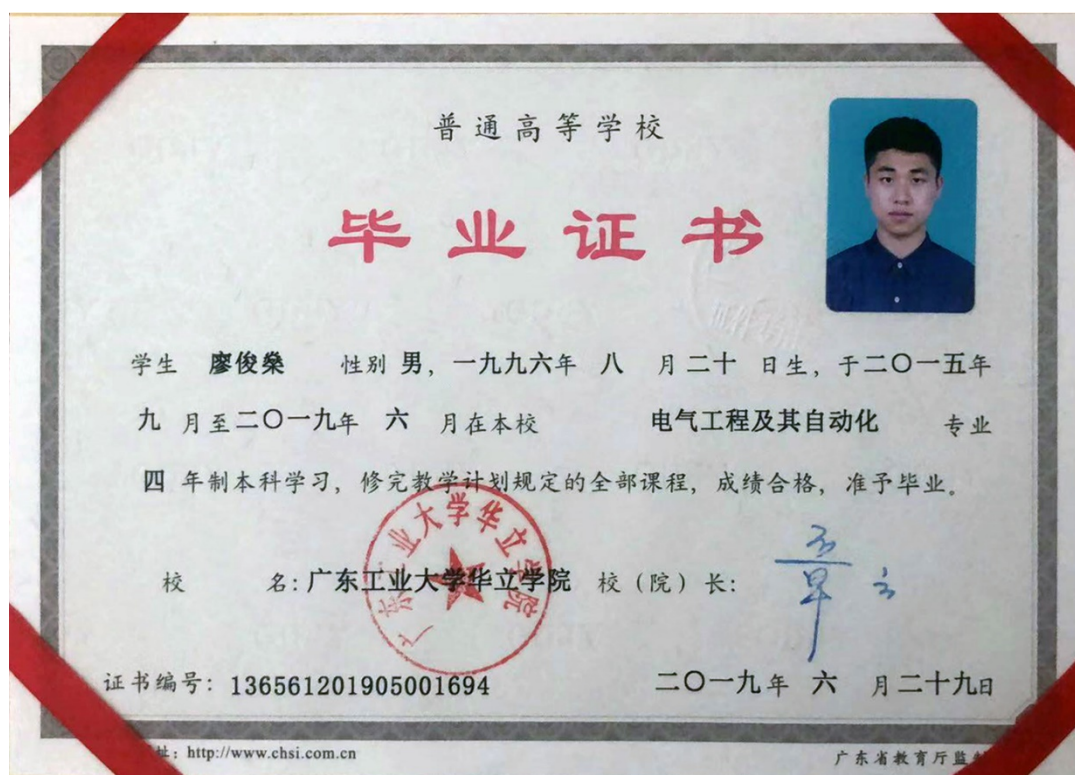 普通高等学校
毕业证书
学生 廖俊燊 性别 男，一九九六年 八 月二十 日生，于二〇一五年
九 月至二〇一九年 六 月在本校 电气工程及其自动化 专业
四 年制本科学习，修完教学计划规定的全部课程，成绩合格，准予毕业。
广东工业大学华立学院
校 名：广东工业大学华立学院 校（院）长：
证书编号：136561201905001694 二〇一九年 六 月二十九日
址：http://www.chsi.com.cn 广东省教育厅监制